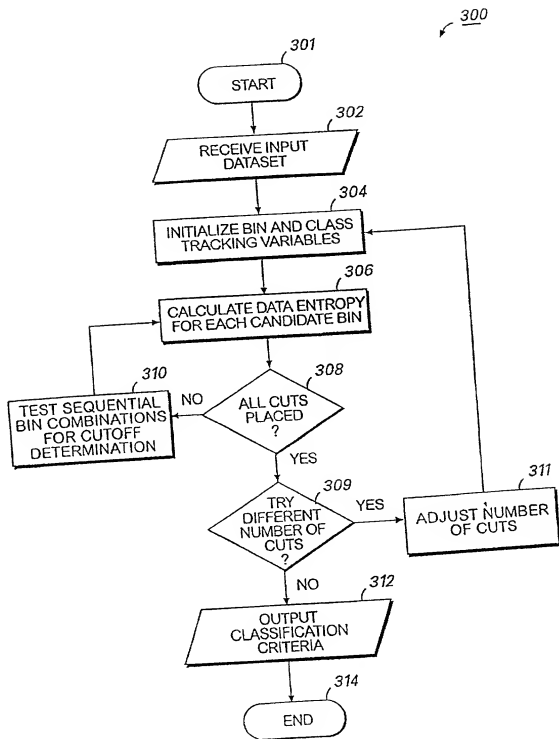 300
301
START
302
RECEIVE INPUT
DATASET
304
INITIALIZE BIN AND CLASS
TRACKING VARIABLES
306
CALCULATE DATA ENTROPY
FOR EACH CANDIDATE BIN
308
ALL CUTS
PLACED
?
310
NO
TEST SEQUENTIAL
BIN COMBINATIONS
FOR CUTOFF
DETERMINATION
YES
309
TRY
DIFFERENT
NUMBER OF
CUTS
?
YES
311
ADJUST NUMBER
OF CUTS
NO
312
OUTPUT
CLASSIFICATION
CRITERIA
314
END